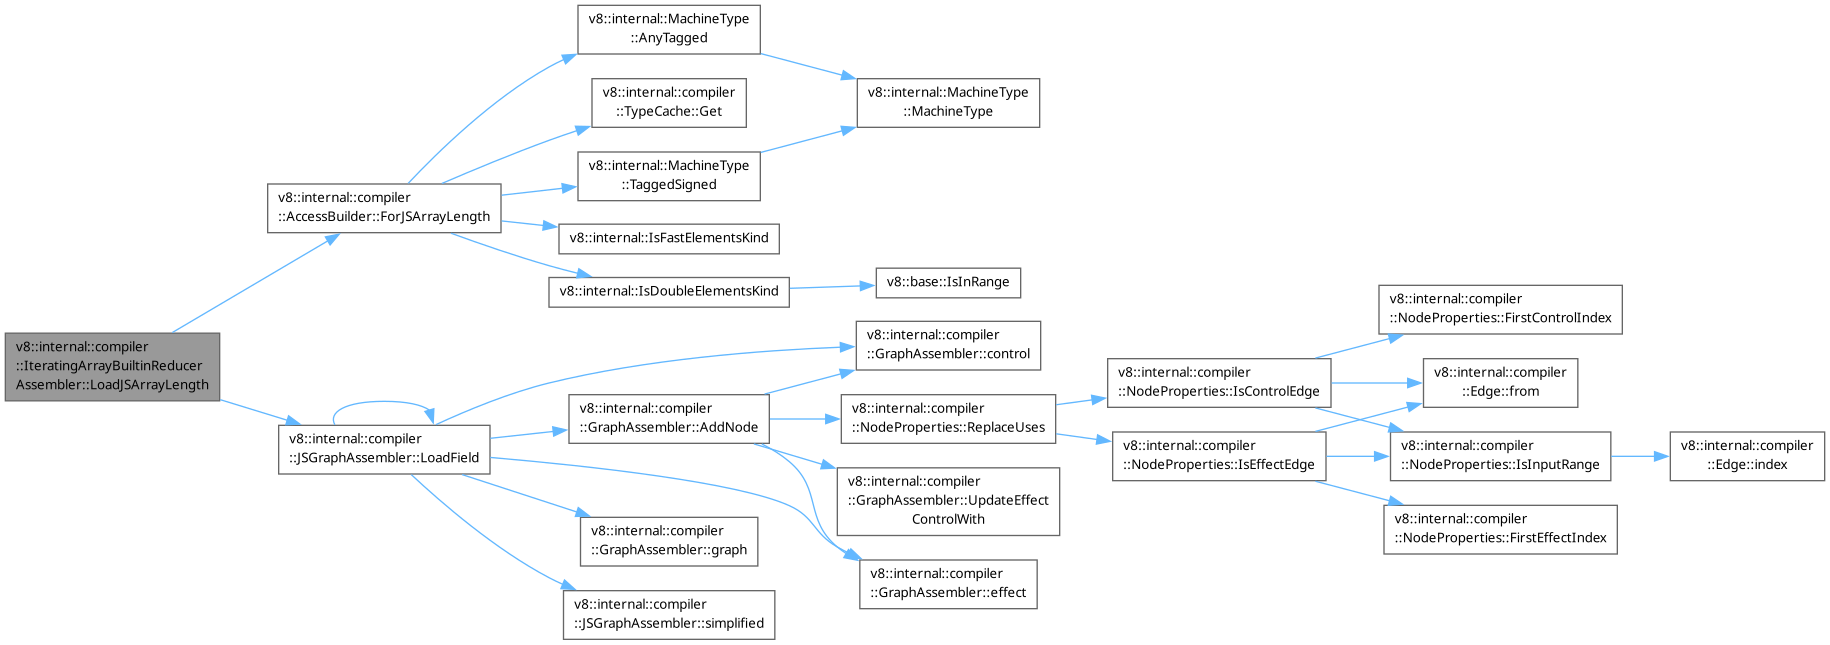 v8::internal::MachineType
::AnyTagged
v8::internal::compiler
::TypeCache::Get
v8::internal::MachineType
::MachineType
v8::internal::MachineType
::TaggedSigned
v8::internal::compiler
::AccessBuilder::ForJSArrayLength
v8::internal::IsFastElementsKind
v8::internal::IsDoubleElementsKind
v8::base::IsInRange
v8::internal::compiler
::IteratingArrayBuiltinReducer
Assembler::LoadJSArrayLength
v8::internal::compiler
::GraphAssembler::control
v8::internal::compiler
::NodeProperties::FirstControlIndex
v8::internal::compiler
::NodeProperties::IsControlEdge
v8::internal::compiler
::Edge::from
v8::internal::compiler
::JSGraphAssembler::LoadField
v8::internal::compiler
::GraphAssembler::AddNode
v8::internal::compiler
::NodeProperties::ReplaceUses
v8::internal::compiler
::NodeProperties::IsEffectEdge
v8::internal::compiler
::NodeProperties::IsInputRange
v8::internal::compiler
::Edge::index
v8::internal::compiler
::GraphAssembler::UpdateEffect
ControlWith
v8::internal::compiler
::NodeProperties::FirstEffectIndex
v8::internal::compiler
::GraphAssembler::graph
v8::internal::compiler
::GraphAssembler::effect
v8::internal::compiler
::JSGraphAssembler::simplified